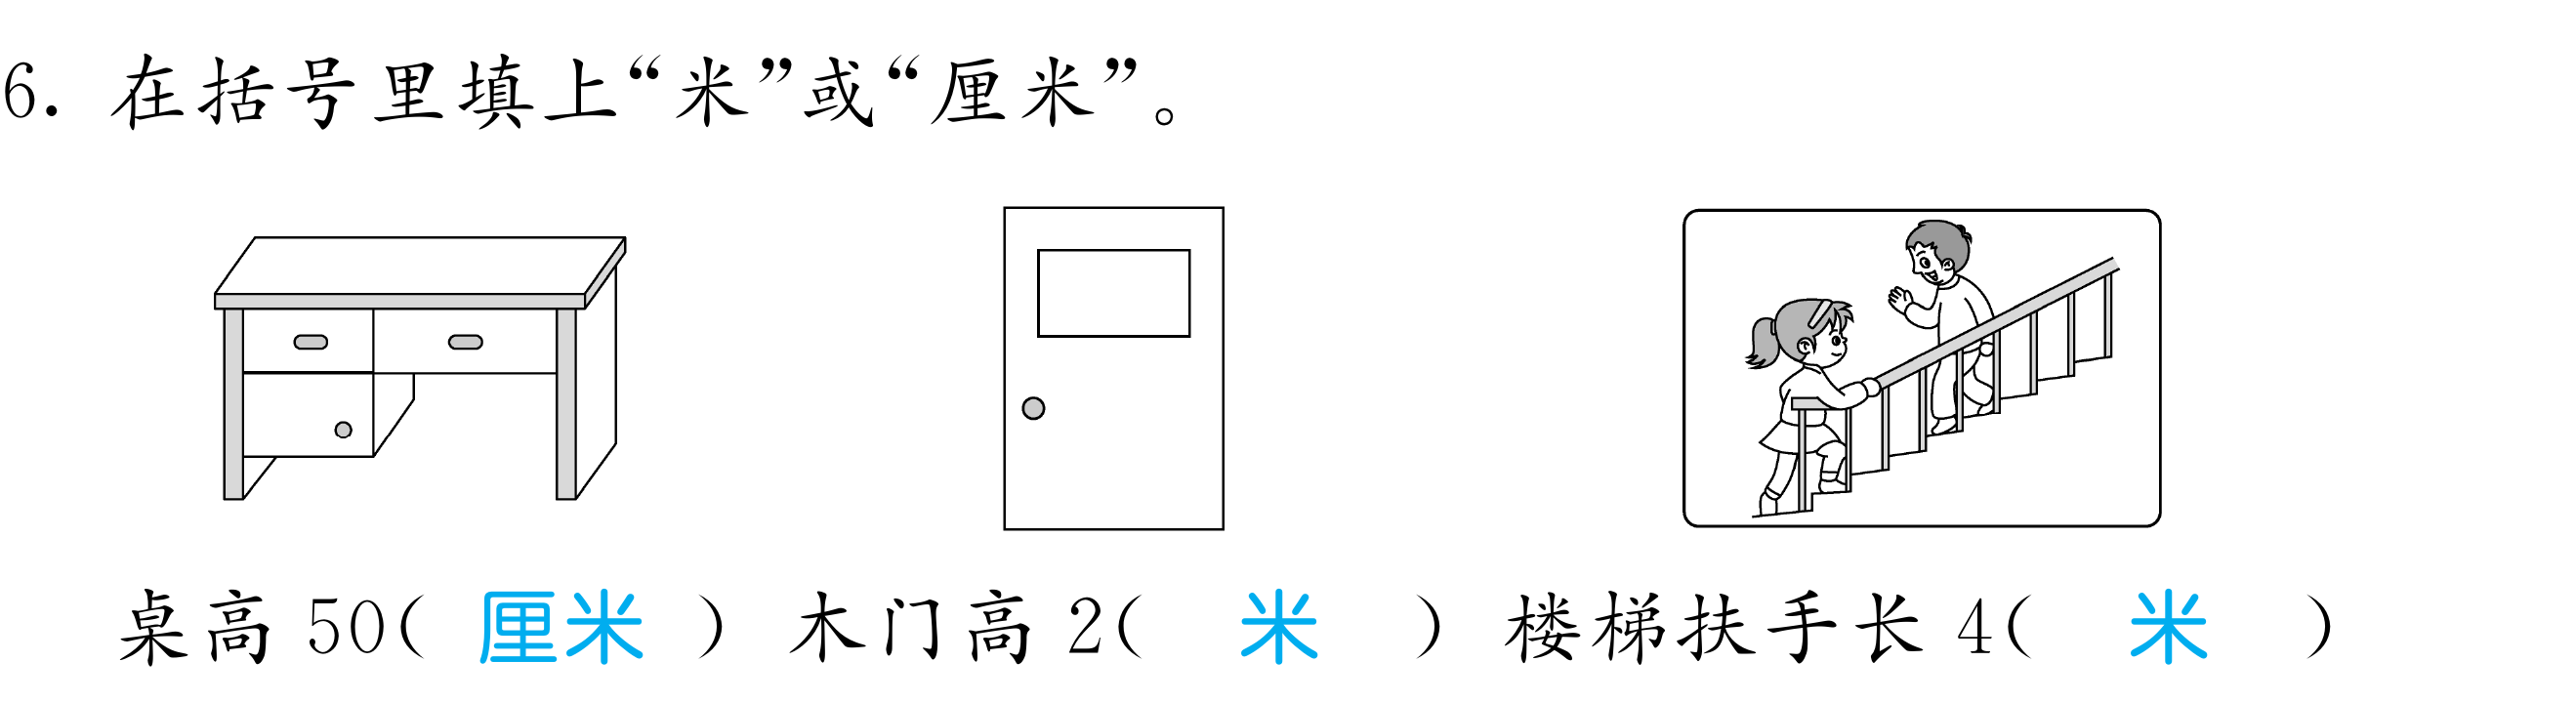 6. 在括号里填上“米”或“厘米”。
桌高 50( 厘米 ) 木门高 2( 米 ) 楼梯扶手长 4( 米 )